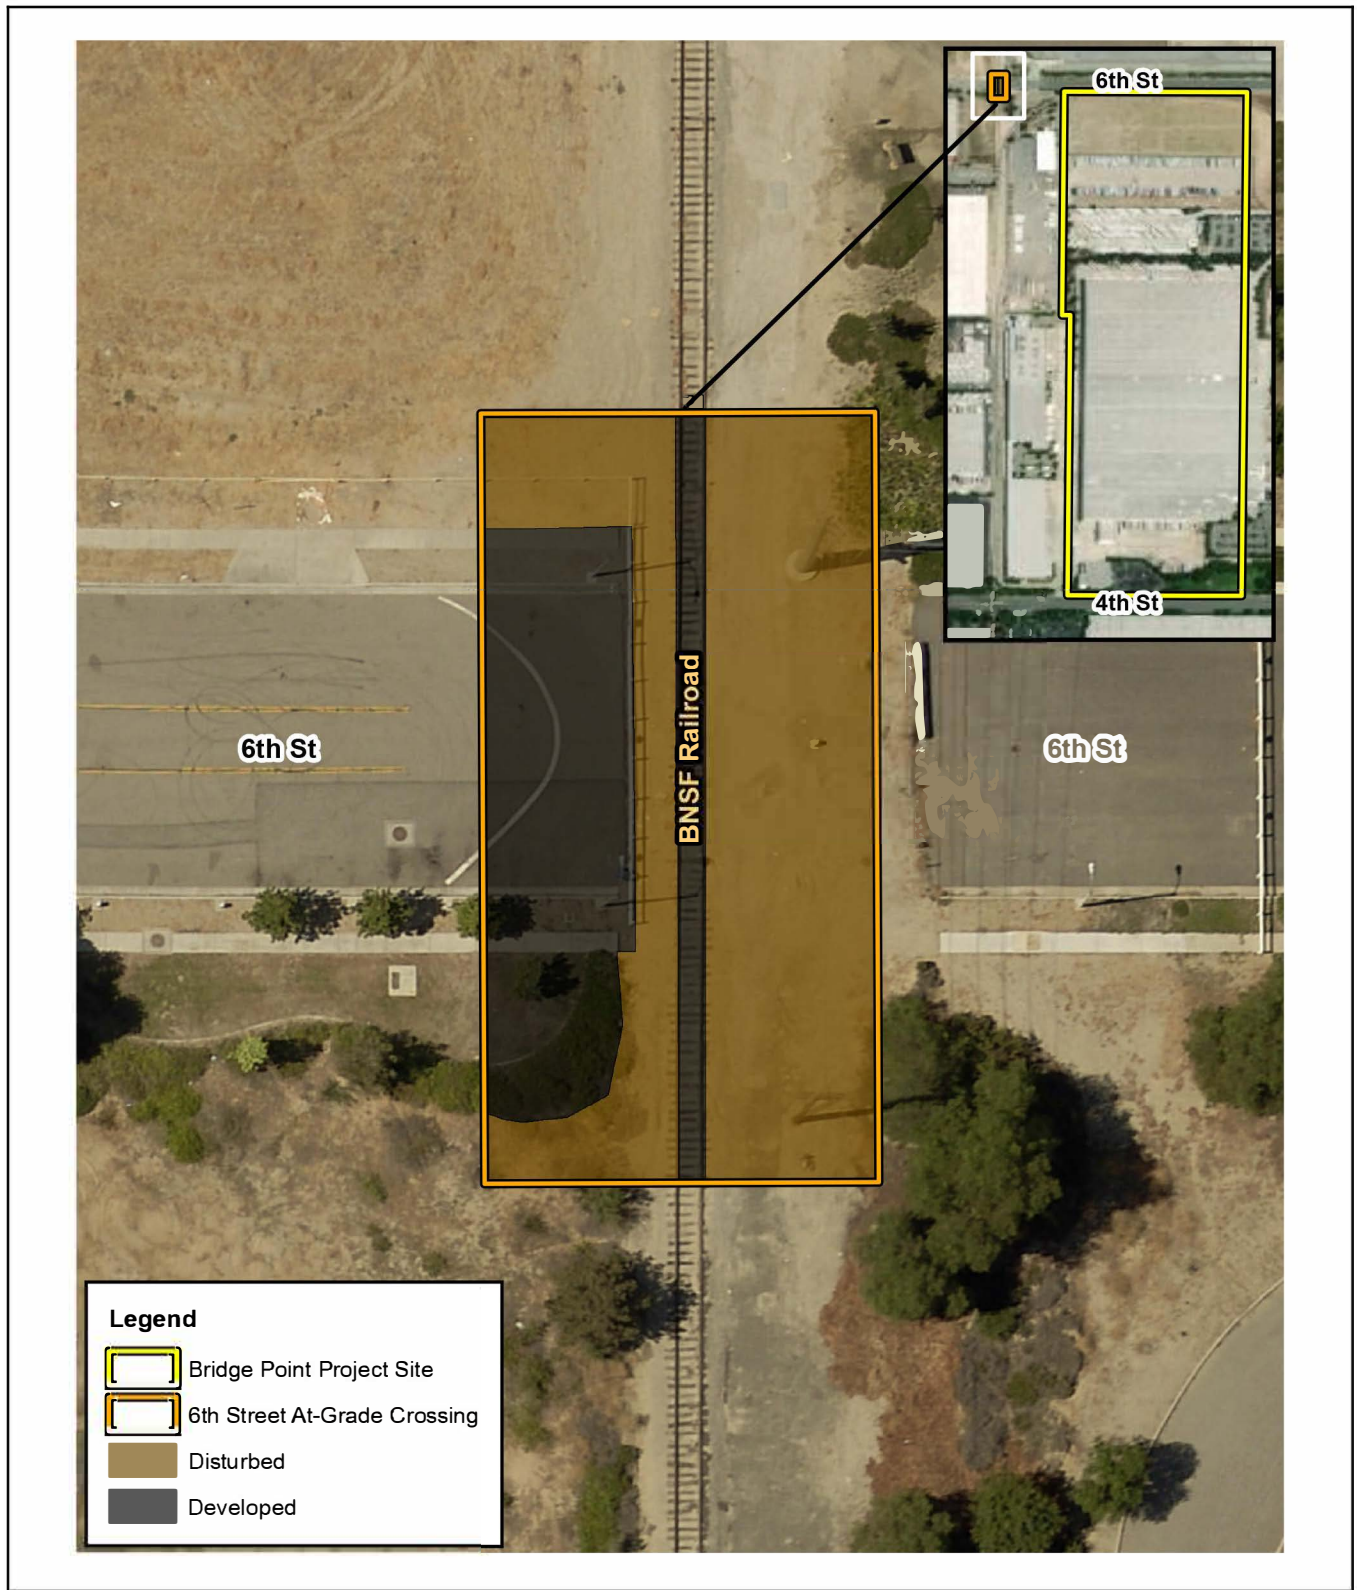 6th St
4th St
6th St
BNSF Railroad
6th St
Legend
Bridge Point Project Site
6th Street At-Grade Crossing
Disturbed
Developed